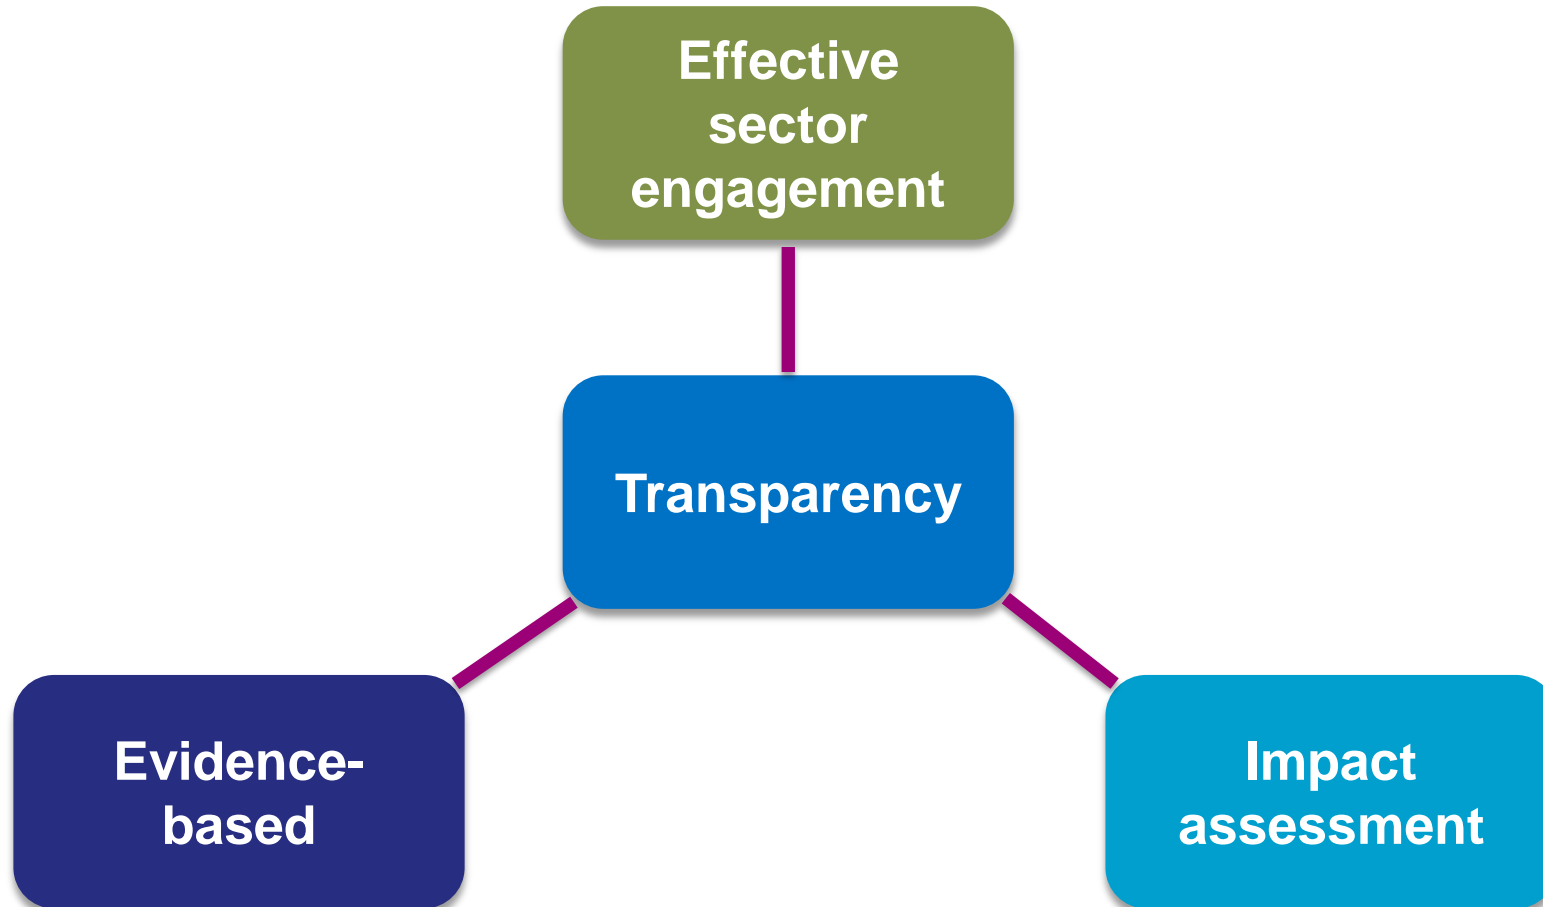 Effective
sector
engagement
Transparency
Evidence-
based
Impact
assessment